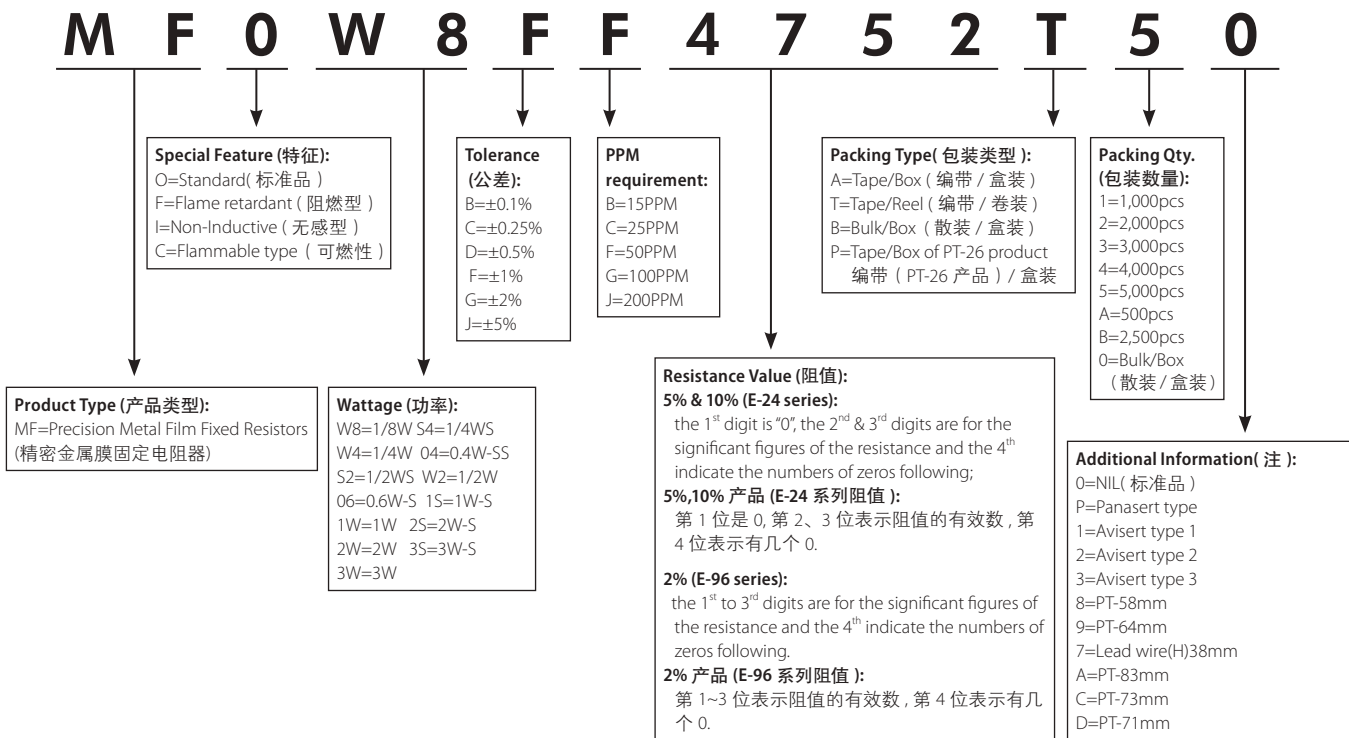 M F 0 W 8 F F 4 7 5 2 T 5 0
Special Feature (特征):
O=Standard( 标准品 )
F=Flame retardant ( 阻燃型 )
I=Non-Inductive ( 无感型 )
C=Flammable type ( 可燃性 )
Tolerance
(公差):
B=±0.1%
C=±0.25%
D=±0.5%
F=±1%
G=±2%
J=±5%
PPM
requirement:
B=15PPM
C=25PPM
F=50PPM
G=100PPM
J=200PPM
Packing Type( 包装类型 ):
A=Tape/Box ( 编带 / 盒装 )
T=Tape/Reel ( 编带 / 卷装 )
B=Bulk/Box ( 散装 / 盒装 )
P=Tape/Box of PT-26 product
编带 ( PT-26 产品 ) / 盒装
Packing Qty.
(包装数量):
1=1,000pcs
2=2,000pcs
3=3,000pcs
4=4,000pcs
5=5,000pcs
A=500pcs
B=2,500pcs
0=Bulk/Box
( 散装 / 盒装 )
Product Type (产品类型):
MF=Precision Metal Film Fixed Resistors
(精密金属膜固定电阻器)
Wattage (功率):
W8=1/8W S4=1/4WS
W4=1/4W 04=0.4W-SS
S2=1/2WS W2=1/2W
06=0.6W-S 1S=1W-S
1W=1W 2S=2W-S
2W=2W 3S=3W-S
3W=3W
Resistance Value (阻值):
5% & 10% (E-24 series):
the 1st digit is "0", the 2nd & 3rd digits are for the
significant figures of the resistance and the 4th
indicate the numbers of zeros following;
5%,10% 产品 (E-24 系列阻值 ):
第 1 位是 0, 第 2、3 位表示阻值的有效数 , 第
4 位表示有几个 0.
2% (E-96 series):
the 1st to 3rd digits are for the significant figures of
the resistance and the 4th indicate the numbers of
zeros following.
2% 产品 (E-96 系列阻值 ):
第 1~3 位表示阻值的有效数 , 第 4 位表示有几
个 0.
Additional Information( 注 ):
0=NIL( 标准品 )
P=Panasert type
1=Avisert type 1
2=Avisert type 2
3=Avisert type 3
8=PT-58mm
9=PT-64mm
7=Lead wire(H)38mm
A=PT-83mm
C=PT-73mm
D=PT-71mm